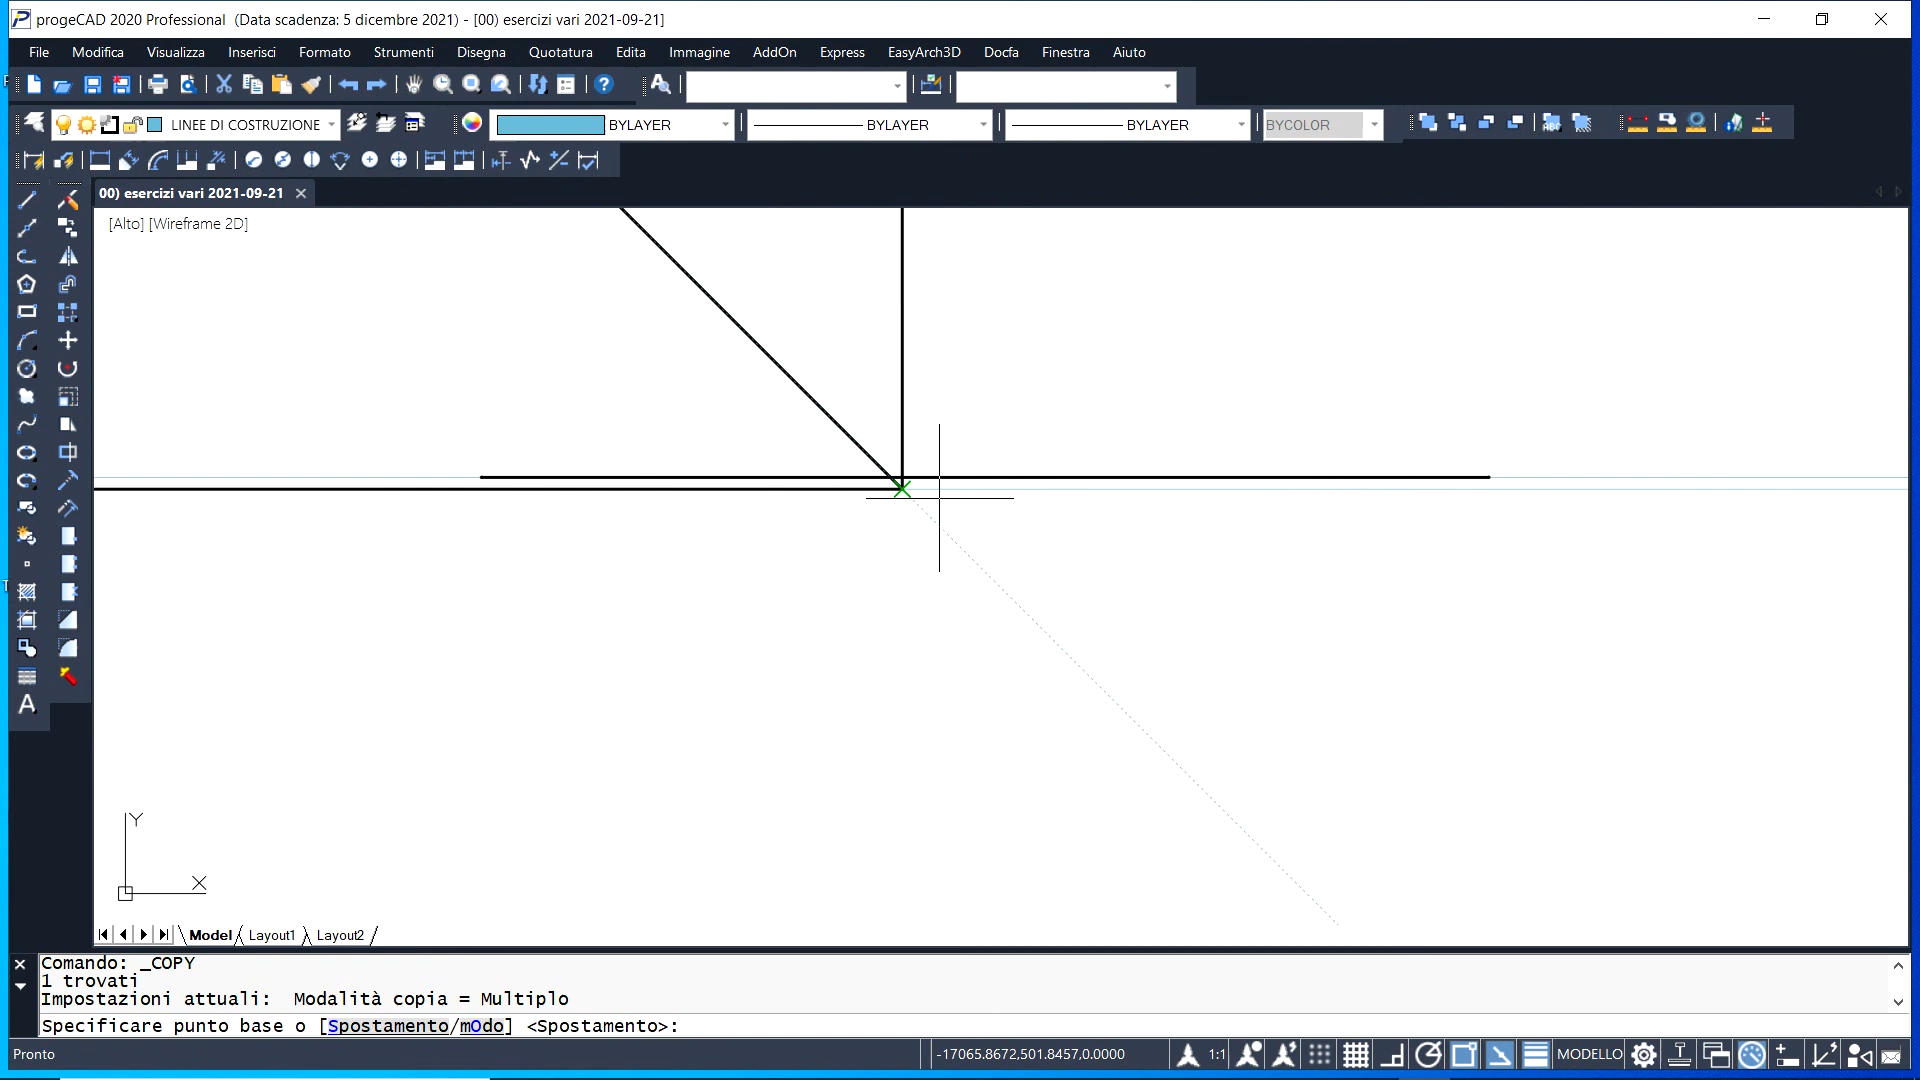 progeCAD 2020 Professional (Data scadenza: 5 dicembre 2021) - [00) esercizi vari 2021-09-21]
File Modifica Visualizza Inserisci Formato Strumenti Disegna Quotatura Edita Immagine AddOn Express EasyArch3D Docfa Finestra Aiuto
LINEE DI COSTRUZIONE BYLAYER BYLAYER BYLAYER BYCOLOR
00) esercizi vari 2021-09-21
[Alto] [Wireframe 2D]
Y
X
Model Layout1 Layout2
Comando: _COPY
1 trovati
Impostazioni attuali:  Modalità copia = Multiplo
Specificare punto base o [Spostamento/mOdo] <Spostamento>:
Pronto -17065.8672,501.8457,0.0000 1:1 MODELLO